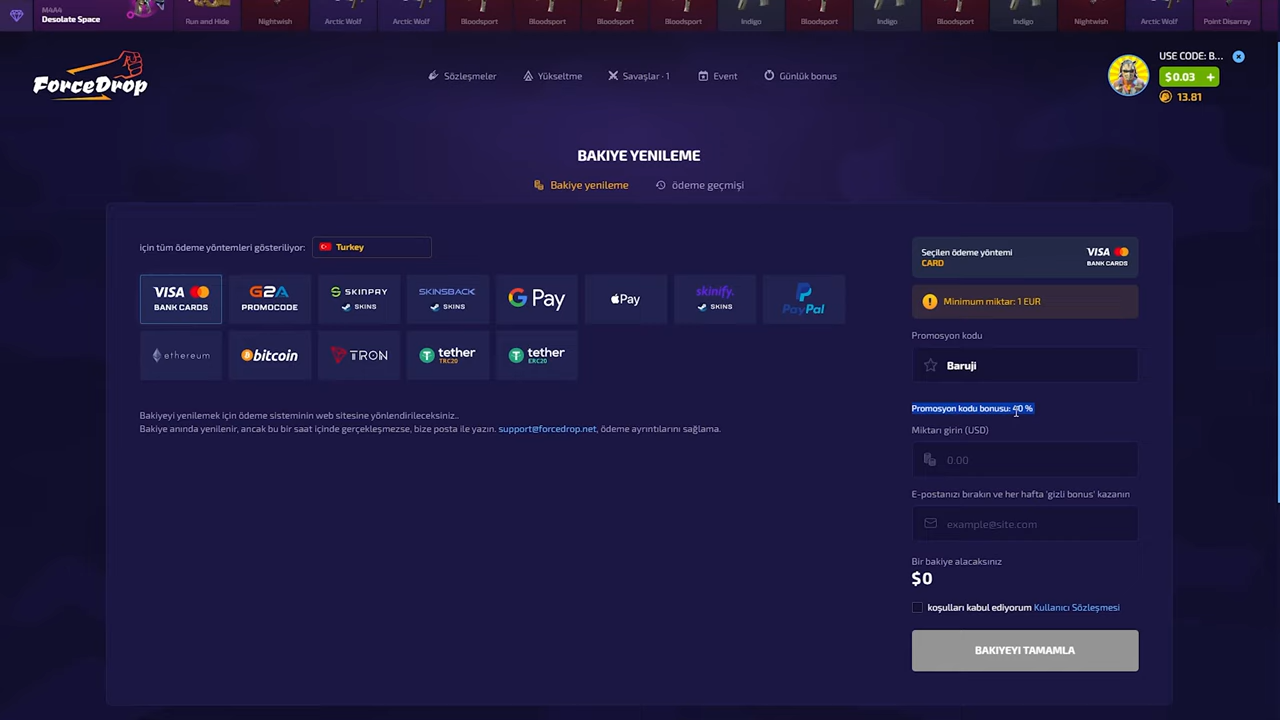 M4A4
Desolate Space
Run and Hide
Nightwish
Arctic Wolf
Arctic Wolf
Bloodsport
Bloodsport
Bloodsport
Bloodsport
Indigo
Bloodsport
Indigo
Bloodsport
Indigo
Nightwish
Arctic Wolf
Point Disarray
ForceDrop
Sözleşmeler
Yükseltme
Savaşlar · 1
Event
Günlük bonus
USE CODE: B...
$0.03 +
13.81
BAKIYE YENILEME
Bakiye yenileme
ödeme geçmişi
için tüm ödeme yöntemleri gösteriliyor:
Turkey
VISA
BANK CARDS
G2A
PROMOCODE
SKINPRY
SKINS
SKINSBACK
SKINS
G Pay
Pay
skinify.
SKINS
PayPal
ethereum
bitcoin
TRON
tether
TRC20
tether
ERC20
Bakiyeyi yenilemek için ödeme sisteminin web sitesine yönlendirileceksiniz..
Bakiye anında yenilenir, ancak bu bir saat içinde gerçekleşmezse, bize posta ile yazın. support@forcedrop.net, ödeme ayrıntılarını sağlama.
Seçilen ödeme yöntemi
CARD
VISA
BANK CARDS
Minimum miktar: 1 EUR
Promosyon kodu
Baruji
Promosyon kodu bonusu: 40 %
Miktarı girin (USD)
0.00
E-postanızı bırakın ve her hafta 'gizli bonus' kazanın
example@site.com
Bir bakiye alacaksınız
$0
koşulları kabul ediyorum Kullanıcı Sözleşmesi
BAKIYEYI TAMAMLA